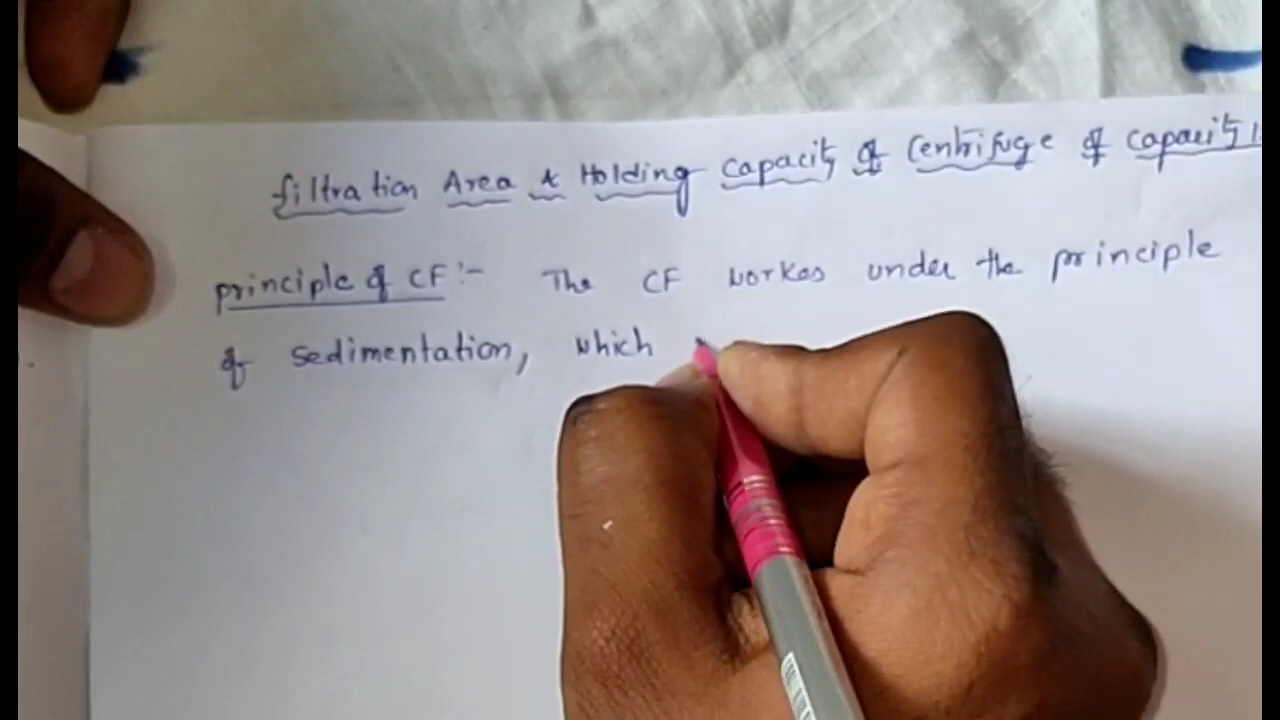 filtration Area & Holding capacity of Centrifuge of capacity
principle of CF :- The CF workes under the principle
of sedimentation, which